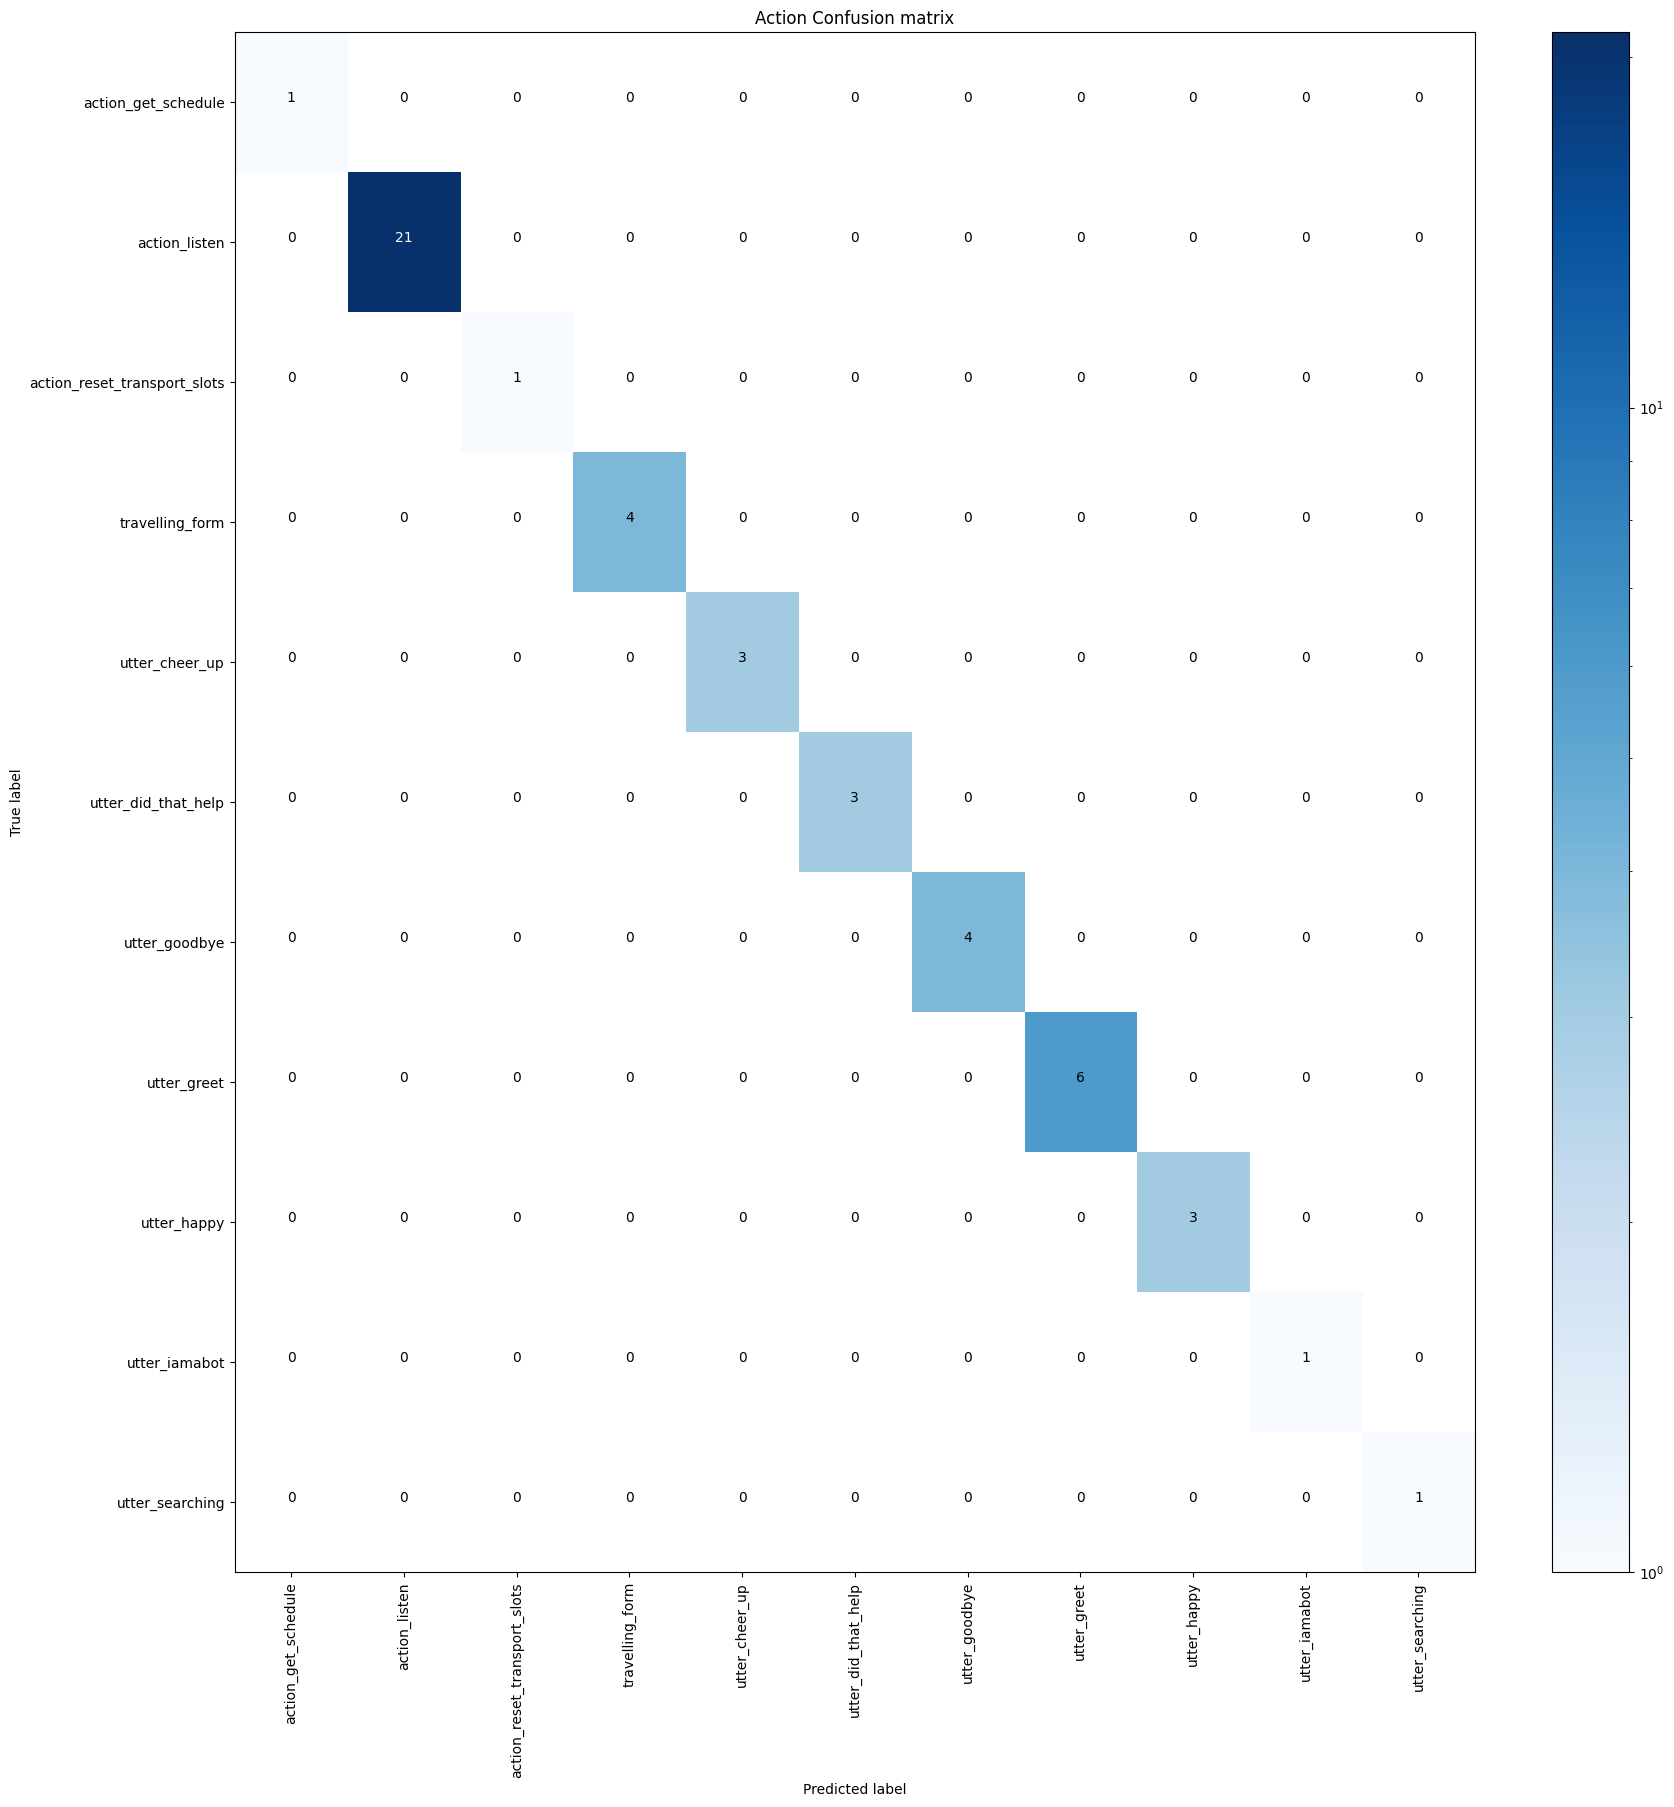 Action Confusion matrix
action_get_schedule 1 0 0 0 0 0 0 0 0 0 0
action_listen 0 21 0 0 0 0 0 0 0 0 0
action_reset_transport_slots 0 0 1 0 0 0 0 0 0 0 0
travelling_form 0 0 0 4 0 0 0 0 0 0 0
utter_cheer_up 0 0 0 0 3 0 0 0 0 0 0
utter_did_that_help 0 0 0 0 0 3 0 0 0 0 0
utter_goodbye 0 0 0 0 0 0 4 0 0 0 0
utter_greet 0 0 0 0 0 0 0 6 0 0 0
utter_happy 0 0 0 0 0 0 0 0 3 0 0
utter_iamabot 0 0 0 0 0 0 0 0 0 1 0
utter_searching 0 0 0 0 0 0 0 0 0 0 1
True label
action_get_schedule
action_listen
action_reset_transport_slots
travelling_form
utter_cheer_up
utter_did_that_help
utter_goodbye
utter_greet
utter_happy
utter_iamabot
utter_searching
Predicted label
10¹
10⁰